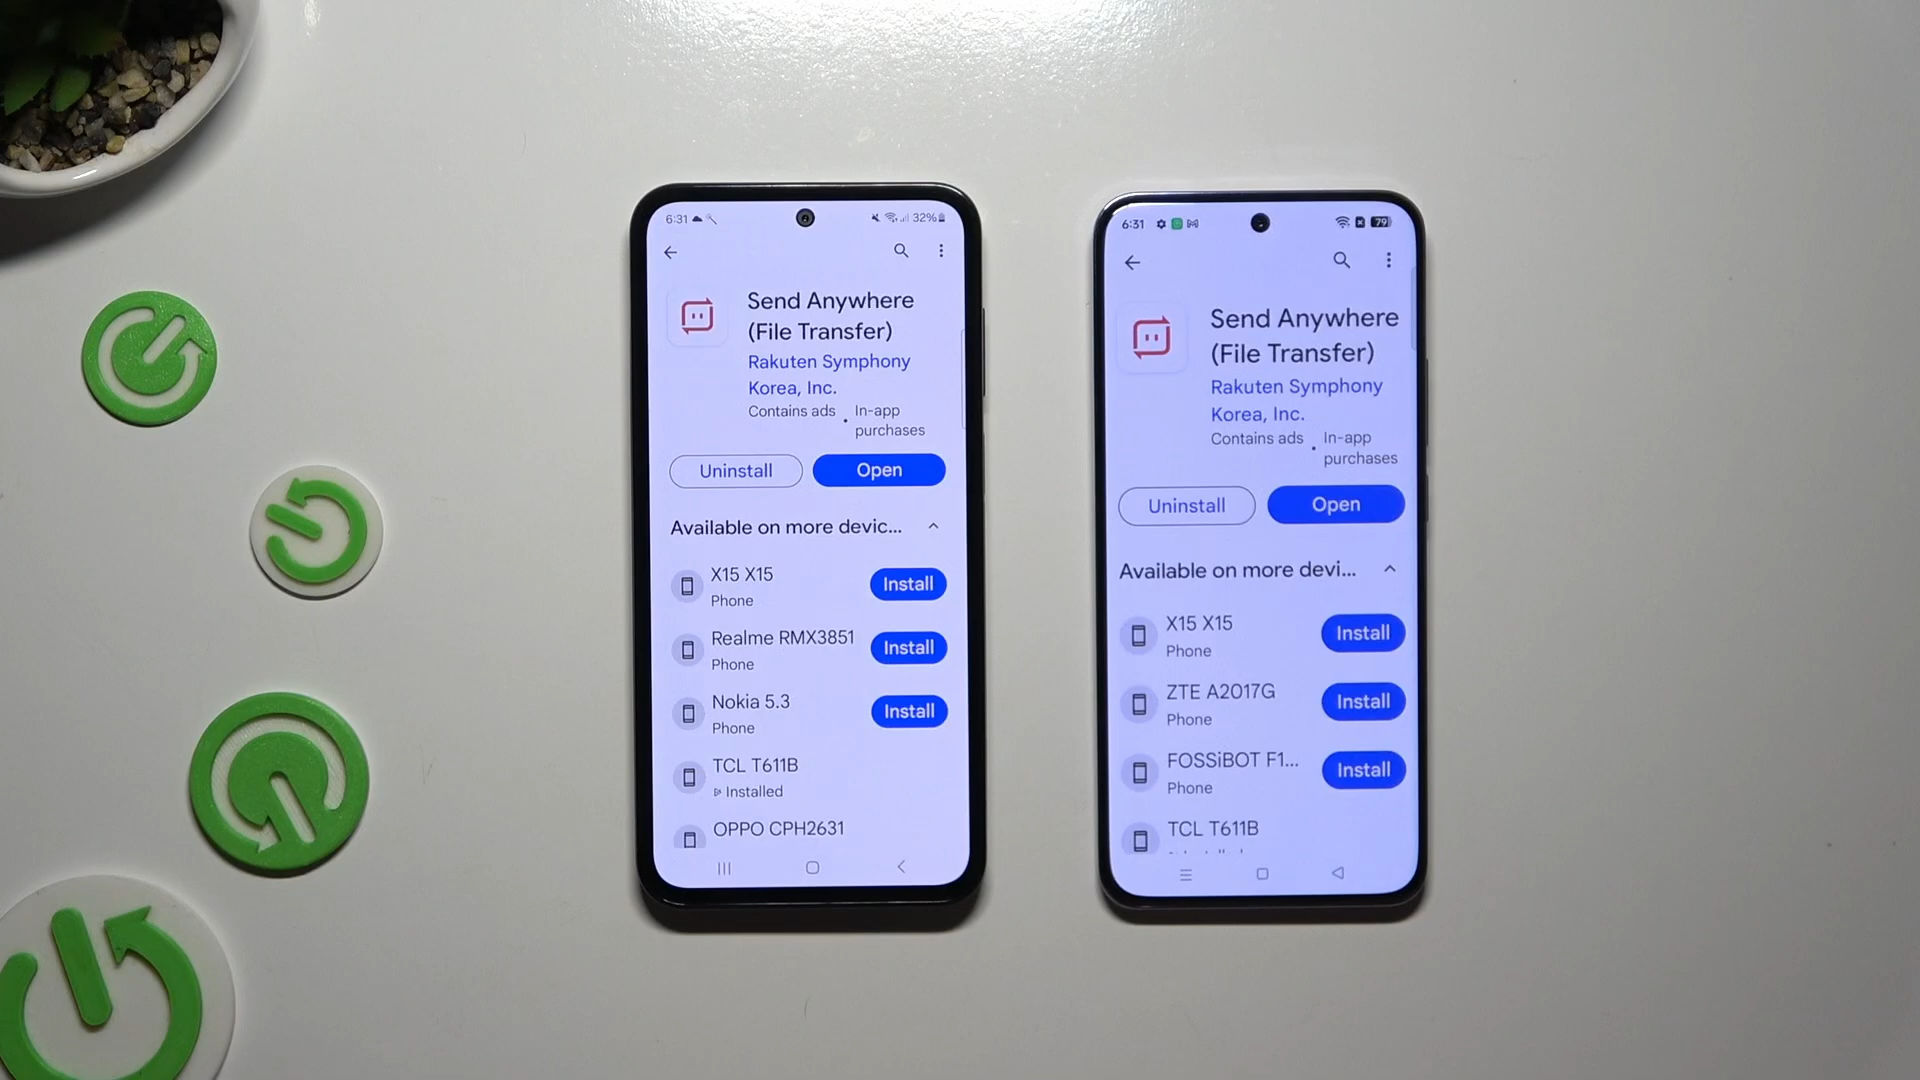 6:31
32%
Send Anywhere
(File Transfer)
Rakuten Symphony
Korea, Inc.
Contains ads • In-app
purchases
Uninstall
Open
Available on more devic...
X15 X15
Phone
Install
Realme RMX3851
Phone
Install
Nokia 5.3
Phone
Install
TCL T611B
Installed
OPPO CPH2631
6:31
79
Send Anywhere
(File Transfer)
Rakuten Symphony
Korea, Inc.
Contains ads • In-app
purchases
Uninstall
Open
Available on more devi...
X15 X15
Phone
Install
ZTE A2017G
Phone
Install
FOSSiBOT F1...
Phone
Install
TCL T611B